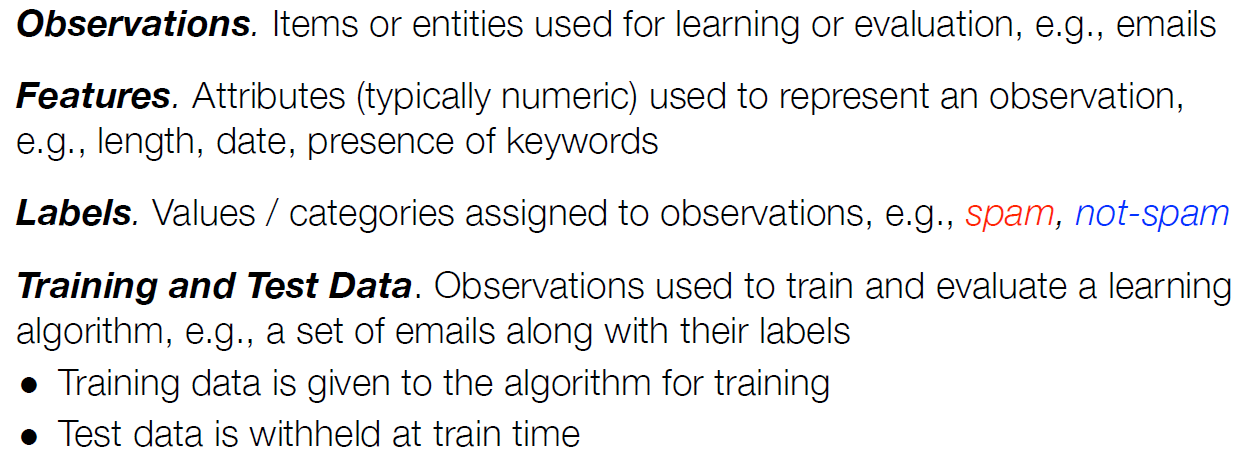 Observations. Items or entities used for learning or evaluation, e.g., emails
Features. Attributes (typically numeric) used to represent an observation,
e.g., length, date, presence of keywords
Labels. Values / categories assigned to observations, e.g., spam, not-spam
Training and Test Data. Observations used to train and evaluate a learning
algorithm, e.g., a set of emails along with their labels
● Training data is given to the algorithm for training
● Test data is withheld at train time